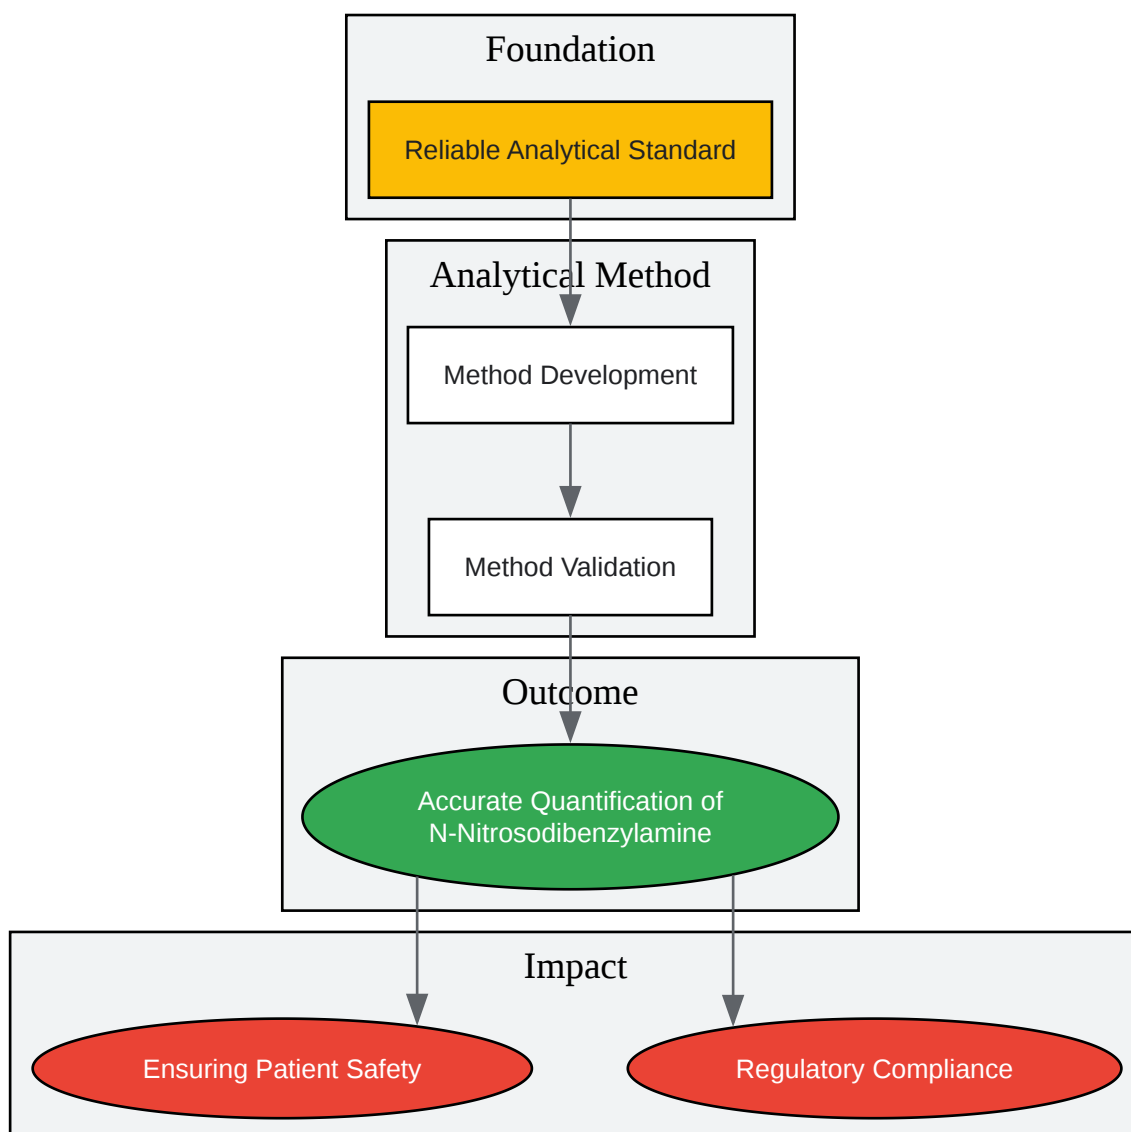 Foundation
Reliable Analytical Standard
Analytical Method
Method Development
Method Validation
Outcome
Accurate Quantification of
N-Nitrosodibenzylamine
Impact
Ensuring Patient Safety
Regulatory Compliance